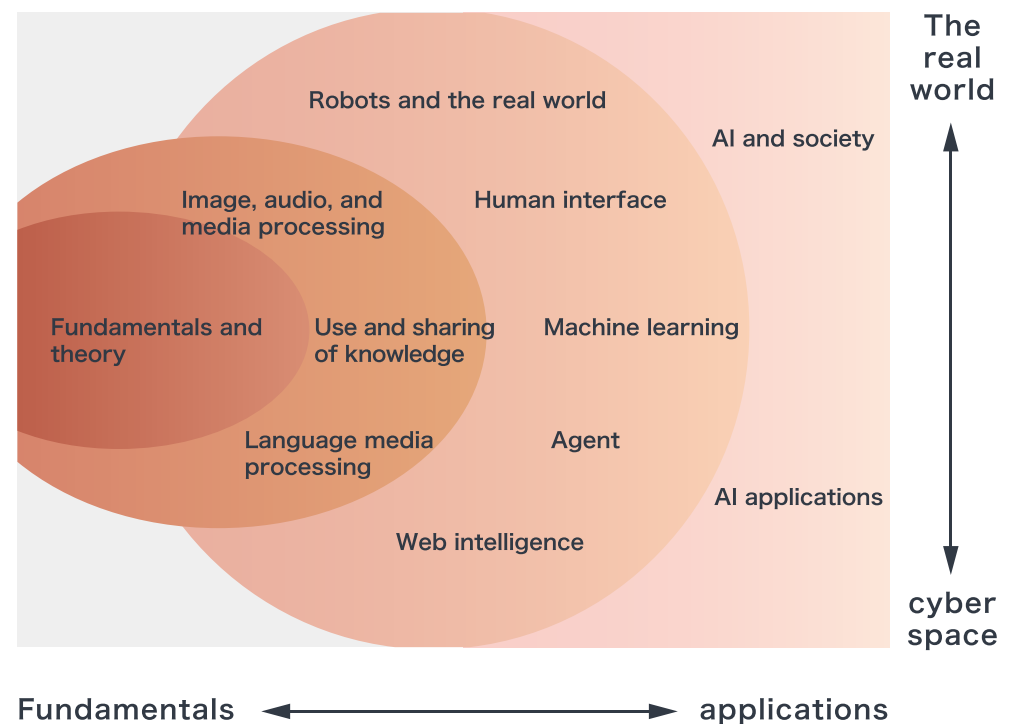 The
real
world
Robots and the real world
AI and society
Image, audio, and
media processing
Human interface
Fundamentals and
theory
Use and sharing
of knowledge
Machine learning
Language media
processing
Agent
AI applications
Web intelligence
cyber
space
Fundamentals
applications